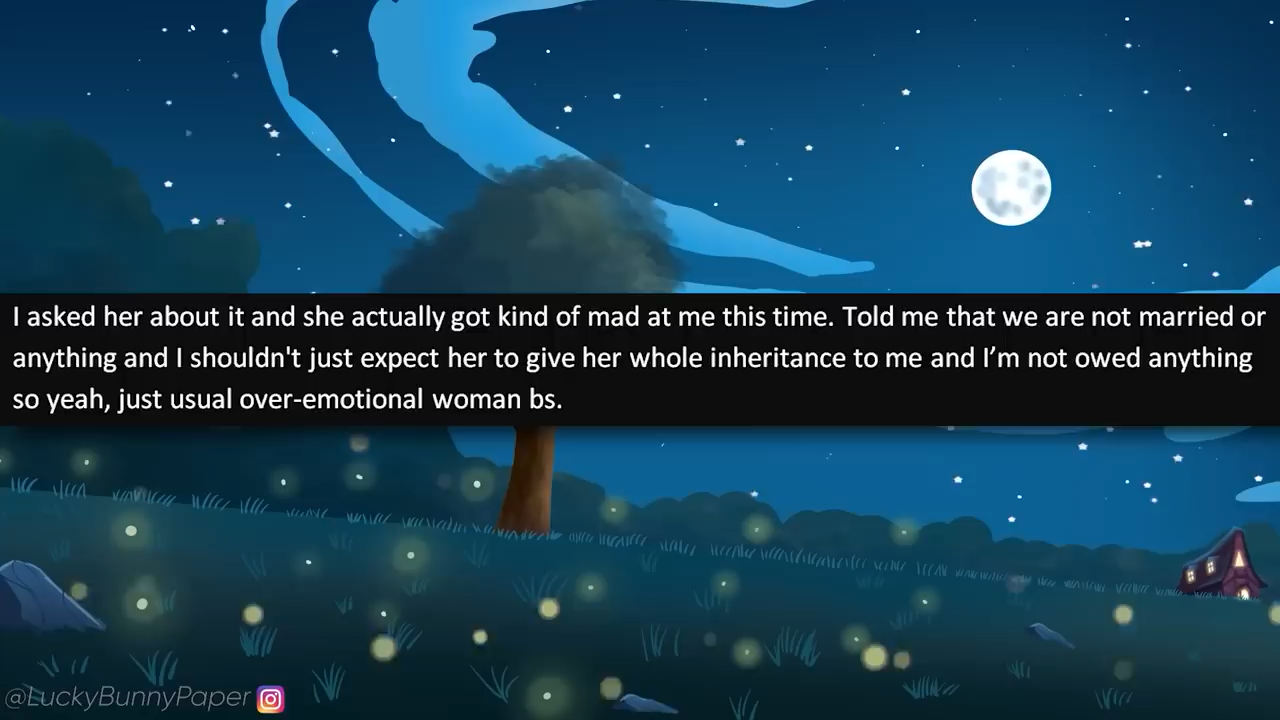 I asked her about it and she actually got kind of mad at me this time. Told me that we are not married or
anything and I shouldn't just expect her to give her whole inheritance to me and I’m not owed anything
so yeah, just usual over-emotional woman bs.
@LuckyBunnyPaper